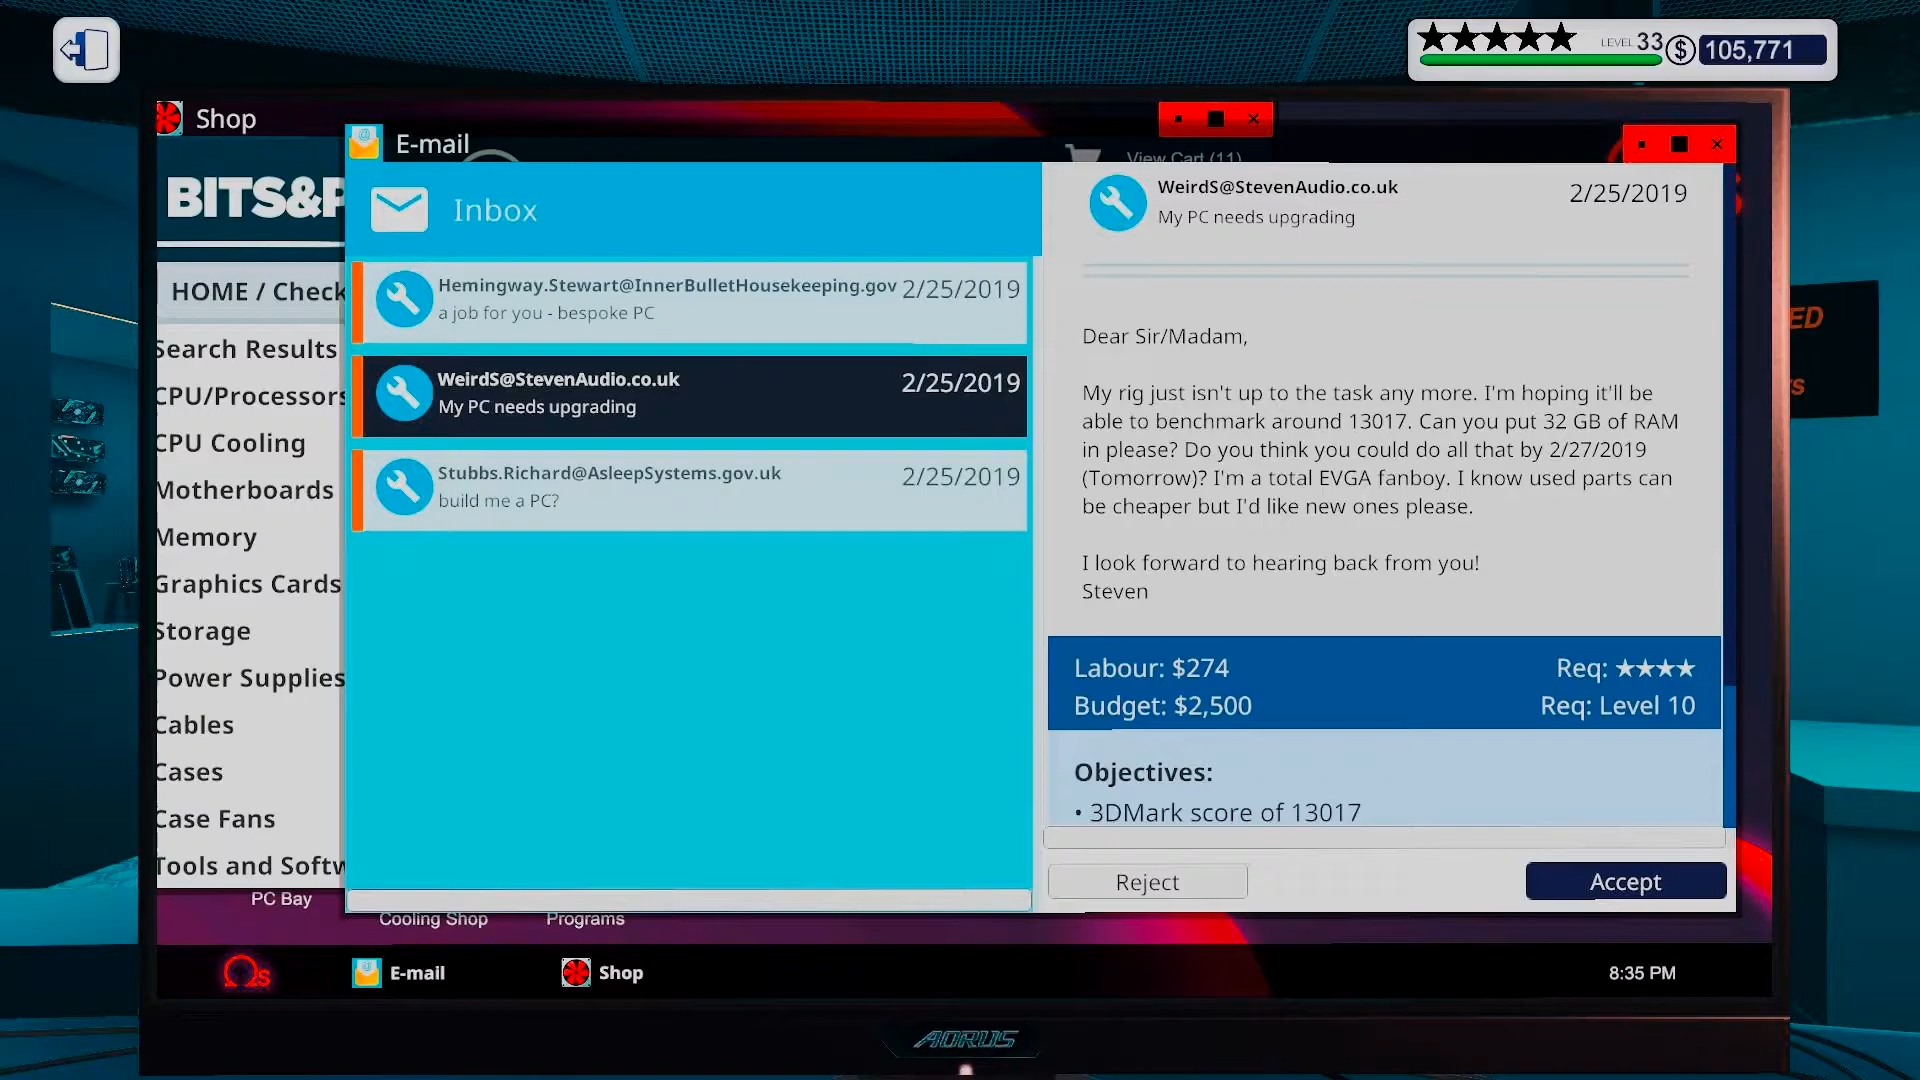 LEVEL 33
105,771
Shop
E-mail
View Cart (11)
BITS&P
Inbox
HOME / Check
Search Results
CPU/Processors
CPU Cooling
Motherboards
Memory
Graphics Cards
Storage
Power Supplies
Cables
Cases
Case Fans
Tools and Softw
Hemingway.Stewart@InnerBulletHousekeeping.gov 2/25/2019
a job for you - bespoke PC
WeirdS@StevenAudio.co.uk 2/25/2019
My PC needs upgrading
Stubbs.Richard@AsleepSystems.gov.uk 2/25/2019
build me a PC?
WeirdS@StevenAudio.co.uk 2/25/2019
My PC needs upgrading
Dear Sir/Madam,
My rig just isn't up to the task any more. I'm hoping it'll be
able to benchmark around 13017. Can you put 32 GB of RAM
in please? Do you think you could do all that by 2/27/2019
(Tomorrow)? I'm a total EVGA fanboy. I know used parts can
be cheaper but I'd like new ones please.
I look forward to hearing back from you!
Steven
Labour: $274 Req: ★★★★
Budget: $2,500 Req: Level 10
Objectives:
• 3DMark score of 13017
Reject Accept
PC Bay
Cooling Shop
Programs
E-mail
Shop
8:35 PM
AORUS
ED